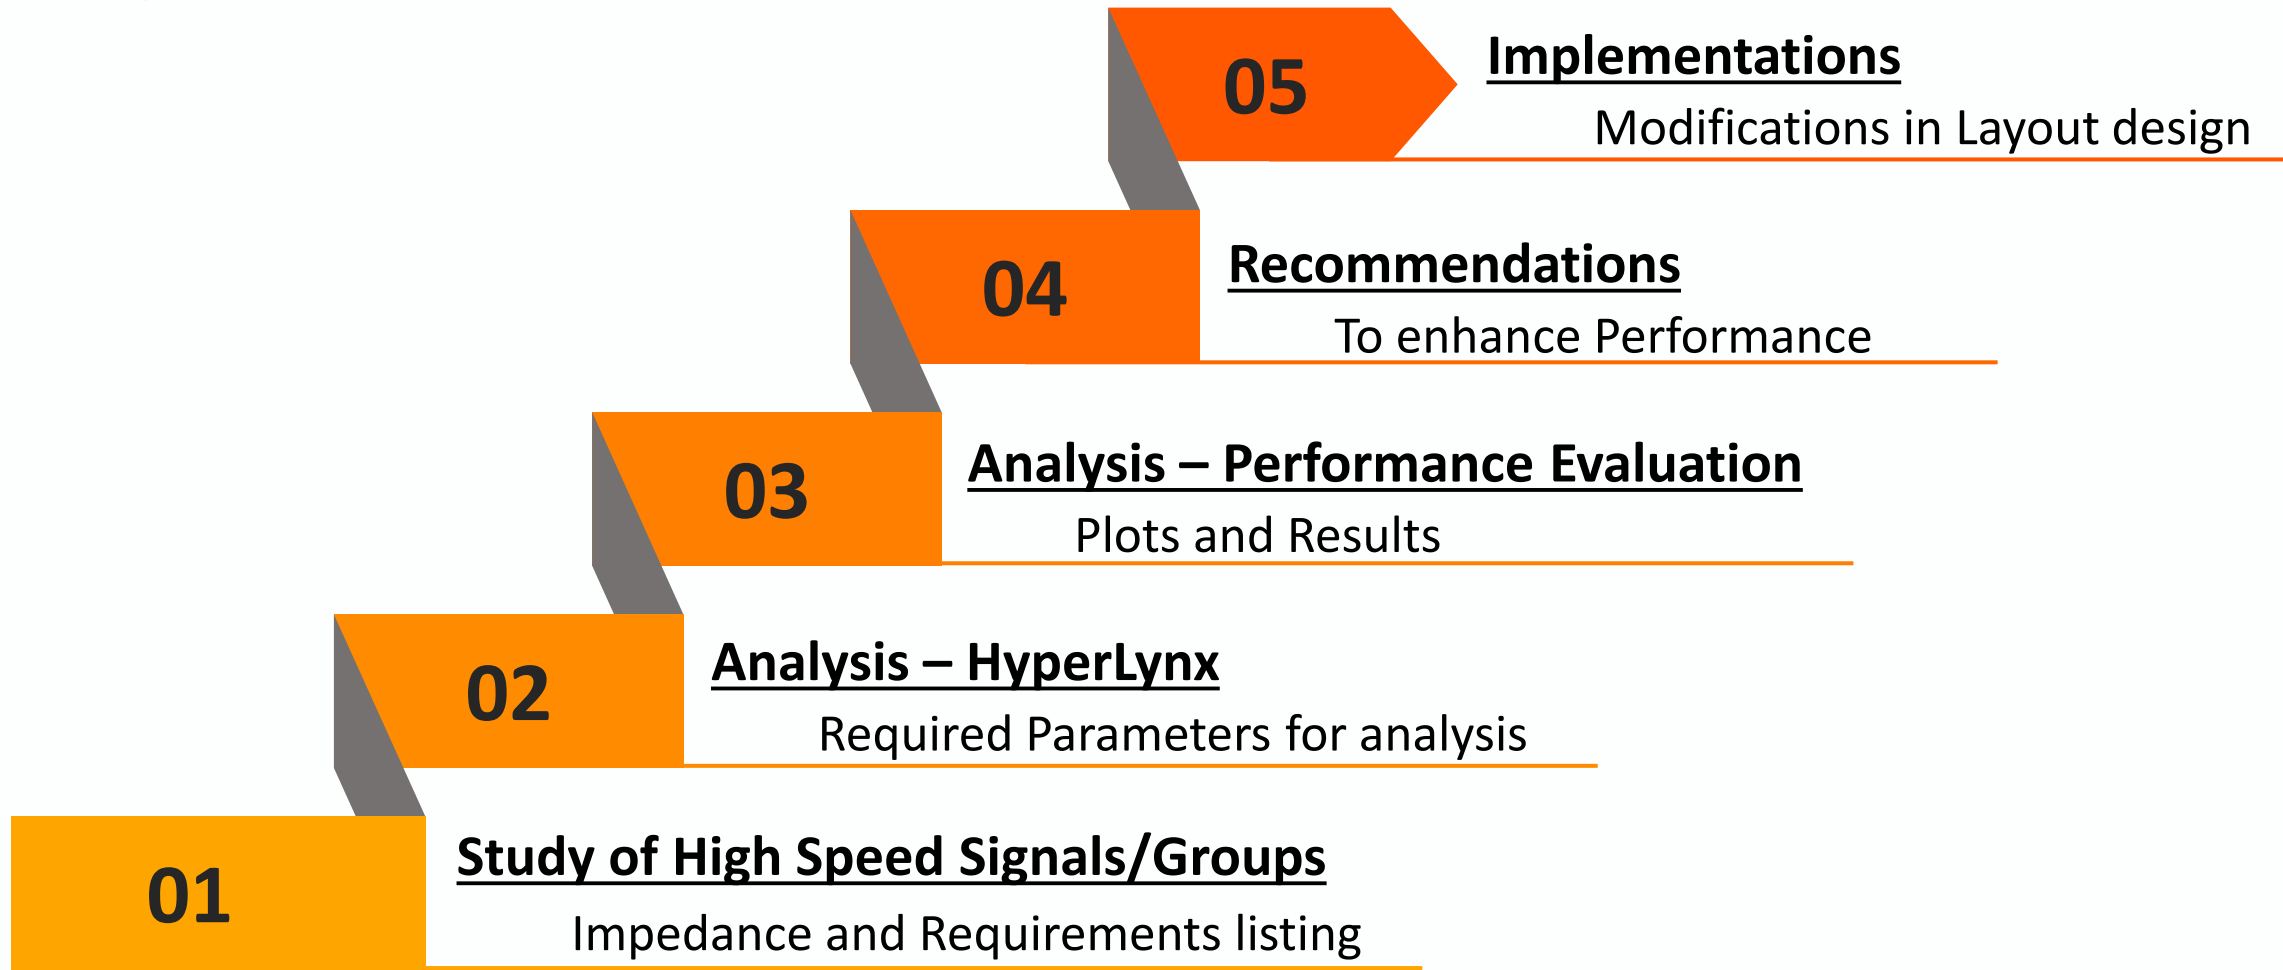 05
Implementations
Modifications in Layout design
04
Recommendations
To enhance Performance
03
Analysis – Performance Evaluation
Plots and Results
02
Analysis – HyperLynx
Required Parameters for analysis
01
Study of High Speed Signals/Groups
Impedance and Requirements listing